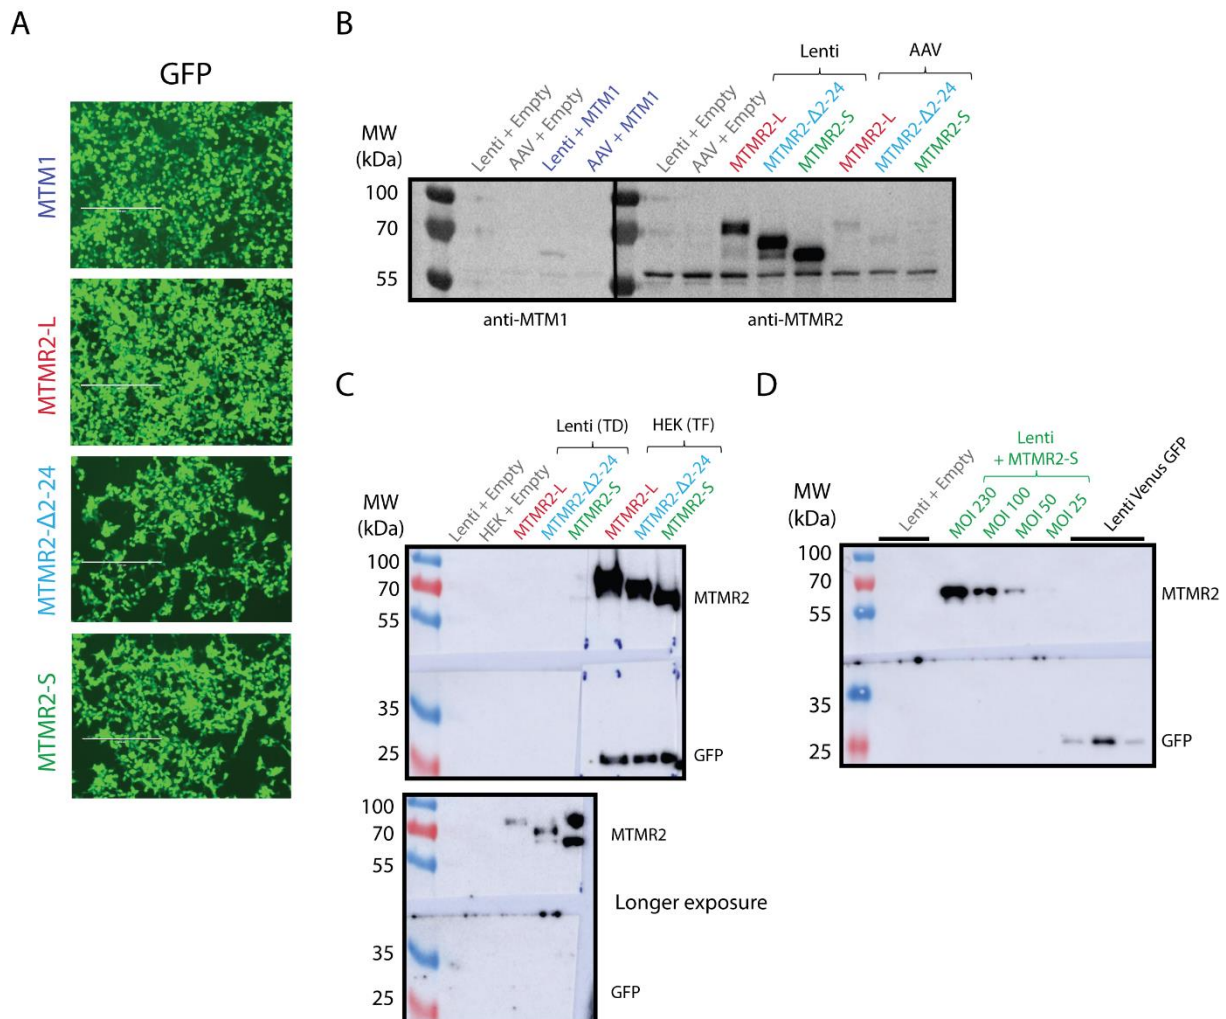 A
GFP
MTM1
MTMR2-L
MTMR2-Δ2-24
MTMR2-S
B
Lenti
AAV
MW
(kDa)
Lenti + Empty
AAV + Empty
Lenti + MTM1
AAV + MTM1
Lenti + Empty
AAV + Empty
MTMR2-L
MTMR2-Δ2-24
MTMR2-S
MTMR2-L
MTMR2-Δ2-24
MTMR2-S
100
70
55
anti-MTM1
anti-MTMR2
C
Lenti (TD)
HEK (TF)
MW
(kDa)
Lenti + Empty
HEK + Empty
MTMR2-L
MTMR2-Δ2-24
MTMR2-S
MTMR2-L
MTMR2-Δ2-24
MTMR2-S
100
70
55
35
25
MTMR2
GFP
100
70
55
35
25
MTMR2
Longer exposure
GFP
D
Lenti
+ MTMR2-S
MW
(kDa)
Lenti + Empty
MOI 230
MOI 100
MOI 50
MOI 25
Lenti Venus GFP
100
70
55
35
25
MTMR2
GFP